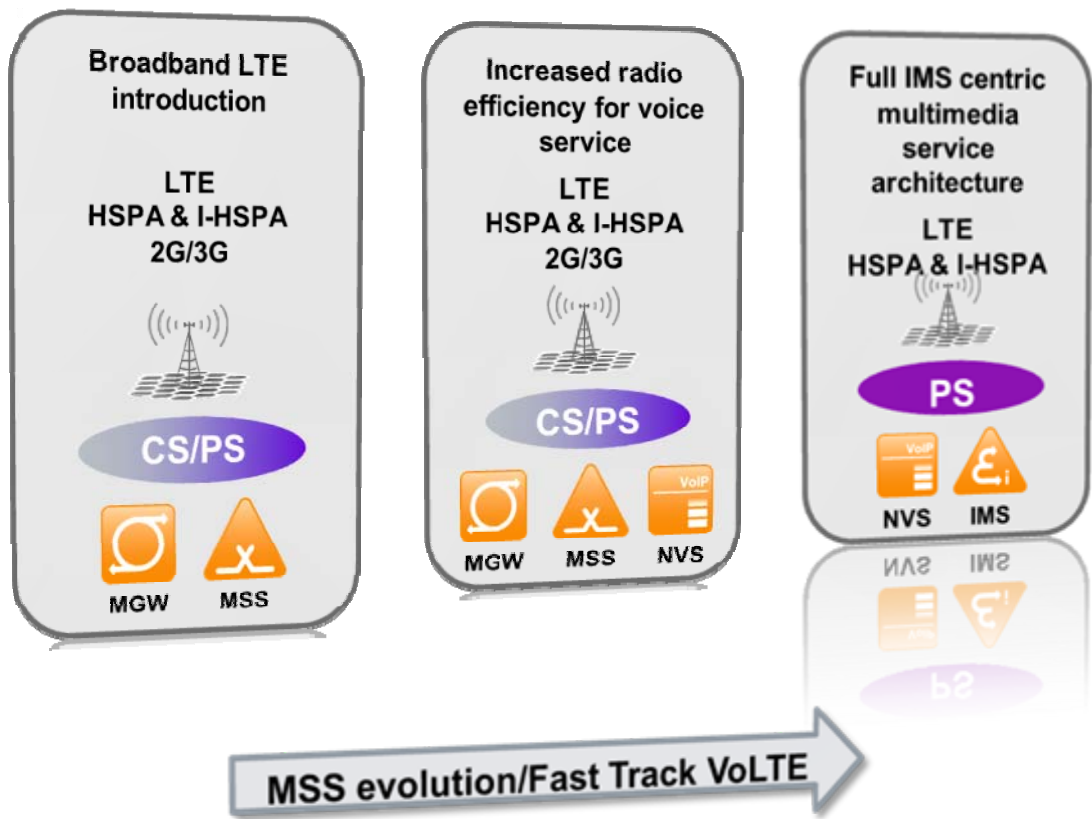 Broadband LTE
introduction
LTE
HSPA & I-HSPA
2G/3G
CS/PS
MGW
MSS
Increased radio
efficiency for voice
service
LTE
HSPA & I-HSPA
2G/3G
CS/PS
VoIP
MGW
MSS
NVS
Full IMS centric
multimedia
service
architecture
LTE
HSPA & I-HSPA
PS
VoIP
ε i
NVS
IMS
MSS evolution/Fast Track VoLTE